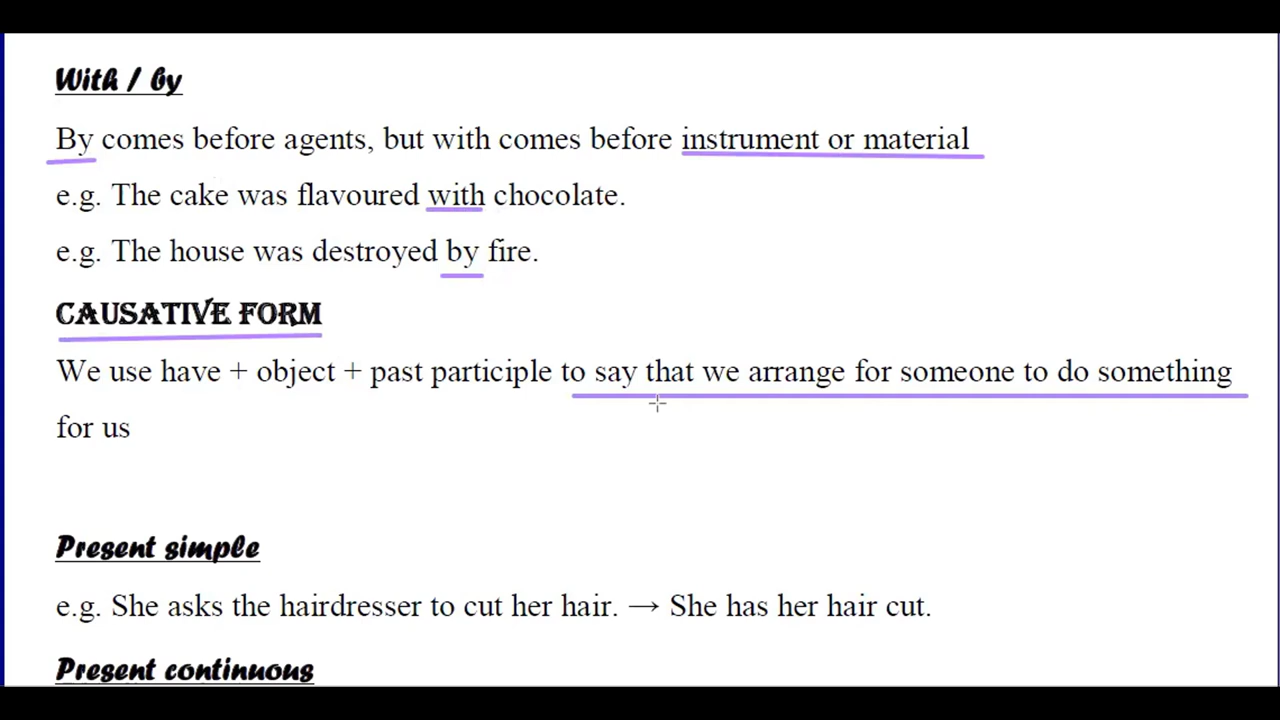 With / by
By comes before agents, but with comes before instrument or material
e.g. The cake was flavoured with chocolate.
e.g. The house was destroyed by fire.
CAUSATIVE FORM
We use have + object + past participle to say that we arrange for someone to do something
for us
Present simple
e.g. She asks the hairdresser to cut her hair. → She has her hair cut.
Present continuous